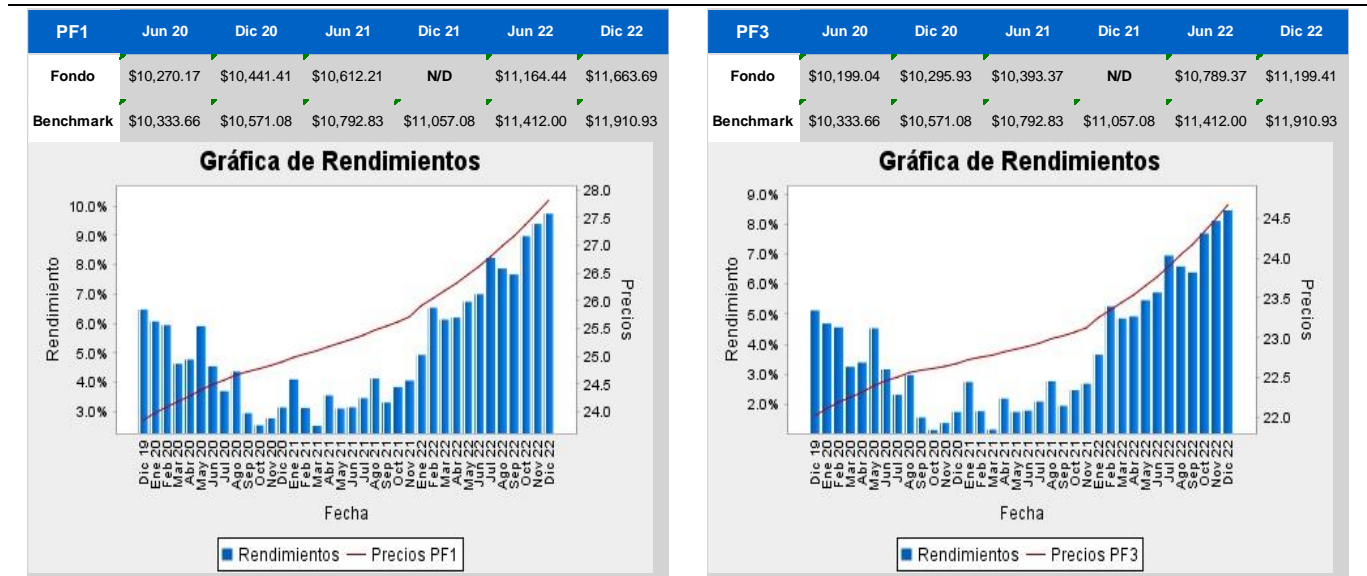 PF1 Jun 20 Dic 20 Jun 21 Dic 21 Jun 22 Dic 22
Fondo $10,270.17 $10,441.41 $10,612.21 N/D $11,164.44 $11,663.69
Benchmark $10,333.66 $10,571.08 $10,792.83 $11,057.08 $11,412.00 $11,910.93
Gráfica de Rendimientos
10.0%
9.0%
8.0%
7.0%
6.0%
5.0%
4.0%
3.0%
Rendimiento
28.0
27.5
27.0
26.5
26.0
25.5
25.0
24.5
24.0
Precios
Dic 19
Ene 20
Feb 20
Mar 20
Abr 20
May 20
Jun 20
Jul 20
Ago 20
Sep 20
Oct 20
Nov 20
Dic 20
Ene 21
Feb 21
Mar 21
Abr 21
May 21
Jun 21
Jul 21
Ago 21
Sep 21
Oct 21
Nov 21
Ene 22
Feb 22
Mar 22
Abr 22
May 22
Jun 22
Jul 22
Ago 22
Sep 22
Oct 22
Nov 22
Dic 22
Fecha
Rendimientos Precios PF1
PF3 Jun 20 Dic 20 Jun 21 Dic 21 Jun 22 Dic 22
Fondo $10,199.04 $10,295.93 $10,393.37 N/D $10,789.37 $11,199.41
Benchmark $10,333.66 $10,571.08 $10,792.83 $11,057.08 $11,412.00 $11,910.93
Gráfica de Rendimientos
9.0%
8.0%
7.0%
6.0%
5.0%
4.0%
3.0%
2.0%
Rendimiento
24.5
24.0
23.5
23.0
22.5
22.0
Precios
Dic 19
Ene 20
Feb 20
Mar 20
Abr 20
May 20
Jun 20
Jul 20
Ago 20
Sep 20
Oct 20
Nov 20
Dic 20
Ene 21
Feb 21
Mar 21
Abr 21
May 21
Jun 21
Jul 21
Ago 21
Sep 21
Oct 21
Nov 21
Ene 22
Feb 22
Mar 22
Abr 22
May 22
Jun 22
Jul 22
Ago 22
Sep 22
Oct 22
Nov 22
Dic 22
Fecha
Rendimientos Precios PF3